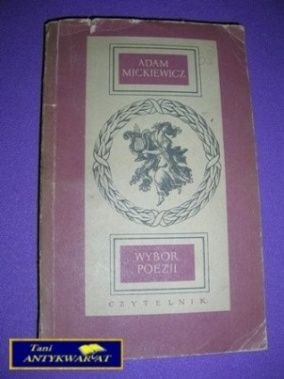 ADAM
MICKIEWICZ
WYBÓR
POEZJI
CZYTELNIK
Tani
ANTYKWARIAT